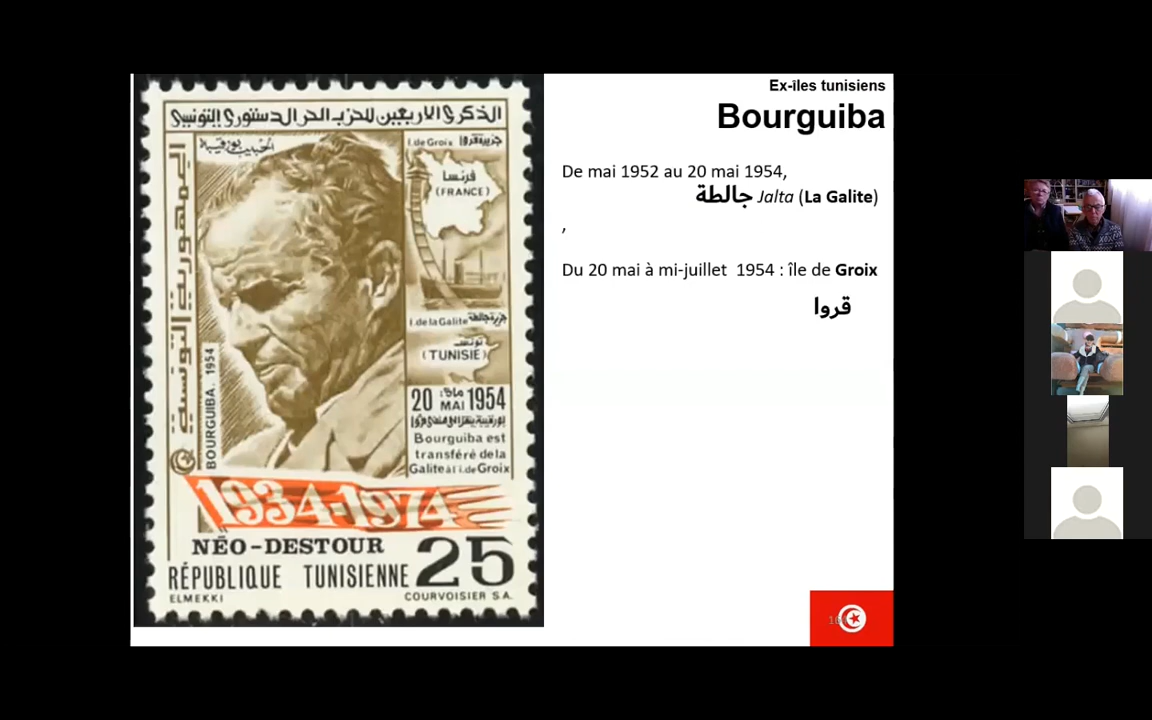 Ex-îles tunisiens
Bourguiba
De mai 1952 au 20 mai 1954,
جالطة Jalta (La Galite)
,
Du 20 mai à mi-juillet 1954 : île de Groix
قروا
الذكرى الاربعين للحزب الحر الدستوري التونسي
الحبيب بورقيبة
الجمهورية التونسية
BOURGUIBA. 1954
I. de Groix جزيرة قروا
فرنسا
(FRANCE)
I. de la Galite جزيرة جالطة
تونس
(TUNISIE)
20 ماي MAI 1954
Bourguiba est
transféré de la
Galite à l'i. de Groix
1934-1974
NÉO-DESTOUR
25
RÉPUBLIQUE TUNISIENNE
ELMEKKI
COURVOISIER S.A.